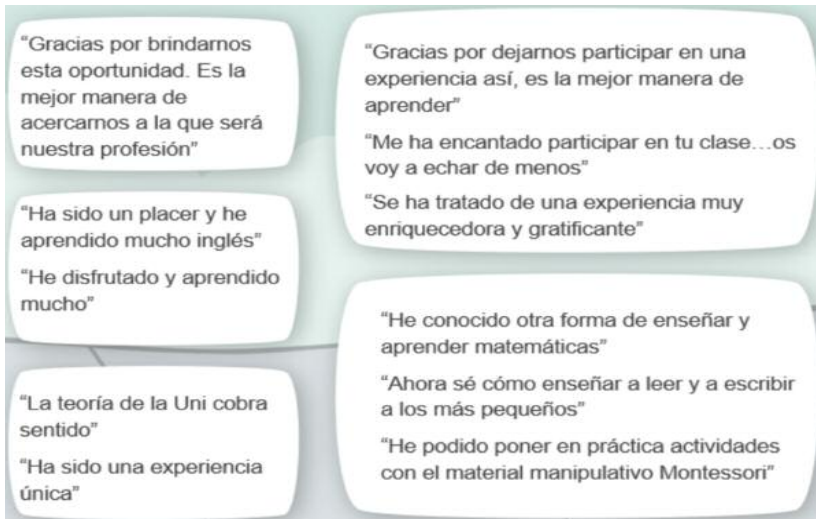 “Gracias por brindarnos
esta oportunidad. Es la
mejor manera de
acercarnos a la que será
nuestra profesión”
“Ha sido un placer y he
aprendido mucho inglés”
“He disfrutado y aprendido
mucho”
“La teoría de la Uni cobra
sentido”
“Ha sido una experiencia
única”
“Gracias por dejarnos participar en una
experiencia así, es la mejor manera de
aprender”
“Me ha encantado participar en tu clase…os
voy a echar de menos”
“Se ha tratado de una experiencia muy
enriquecedora y gratificante”
“He conocido otra forma de enseñar y
aprender matemáticas”
“Ahora sé cómo enseñar a leer y a escribir
a los más pequeños”
“He podido poner en práctica actividades
con el material manipulativo Montessori”